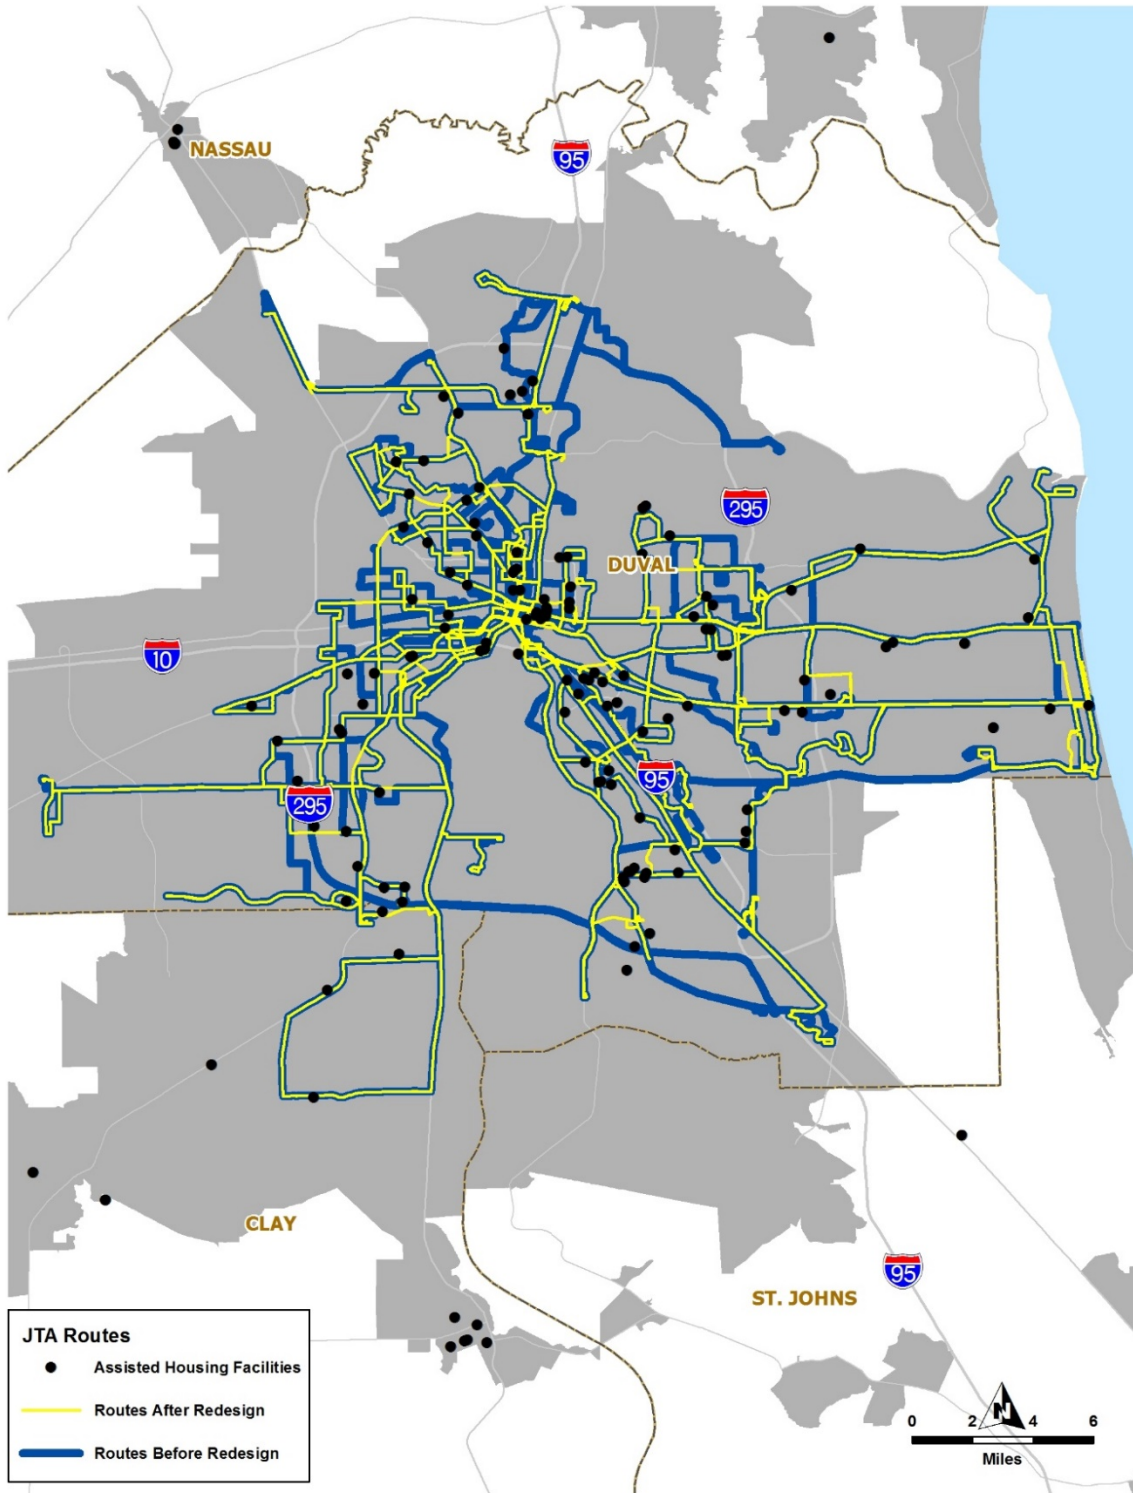 NASSAU
95
295
DUVAL
10
95
295
CLAY
95
ST. JOHNS
JTA Routes
Assisted Housing Facilities
Routes After Redesign
Routes Before Redesign
N
0 2 4 6
Miles